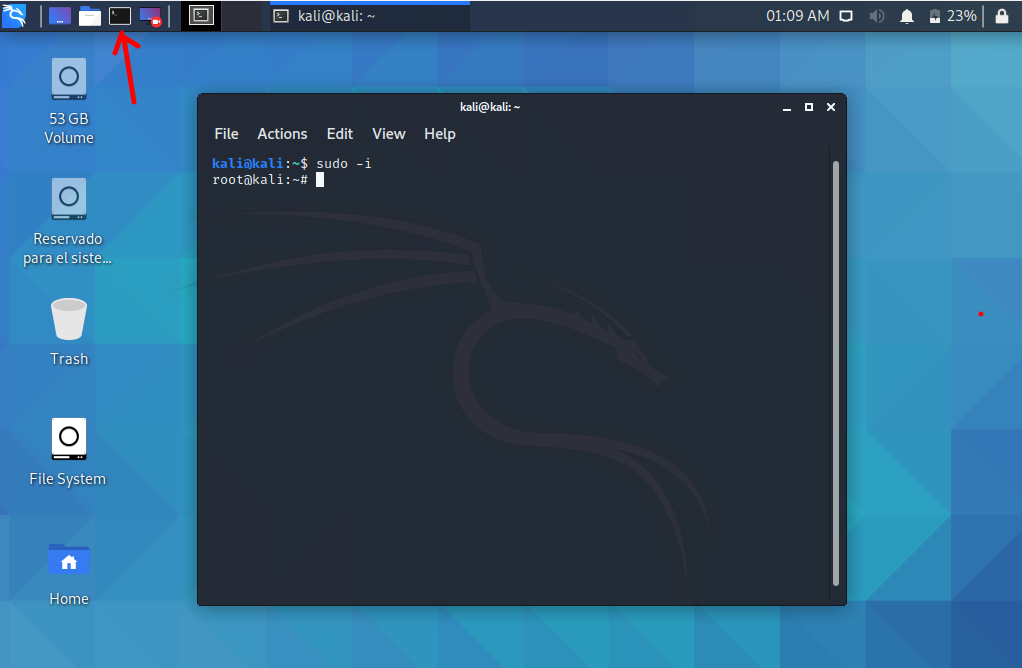 kali@kali: ~
01:09 AM
23%
53 GB
Volume
Reservado
para el siste...
Trash
File System
Home
kali@kali: ~
File Actions Edit View Help
kali@kali:~$ sudo -i
root@kali:~#